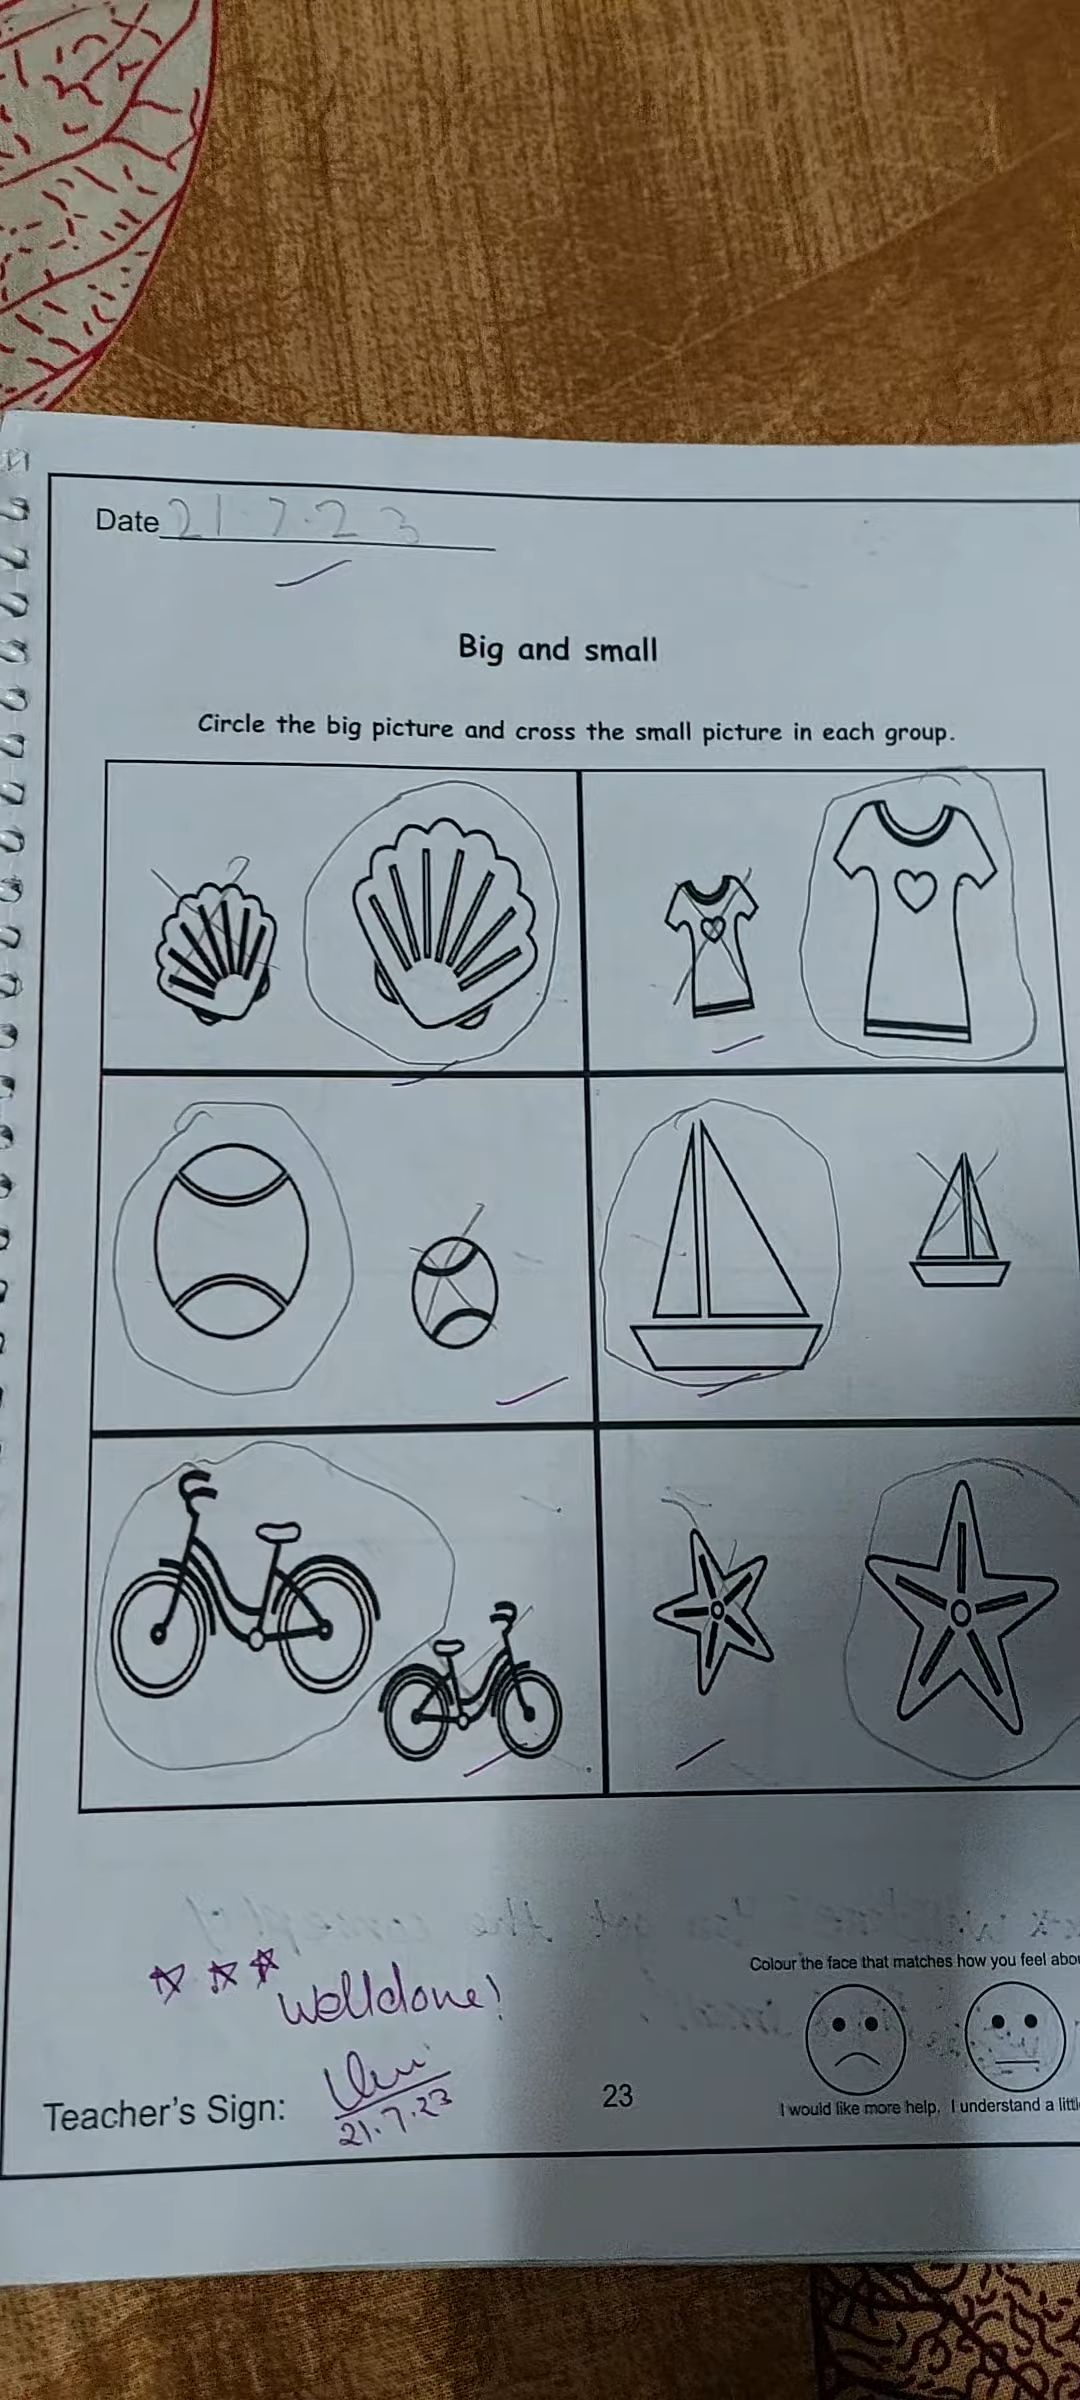 Date 21.7.23
Big and small
Circle the big picture and cross the small picture in each group.
welldone!
Colour the face that matches how you feel abou
Teacher's Sign:
21.7.23
23
I would like more help. I understand a littl